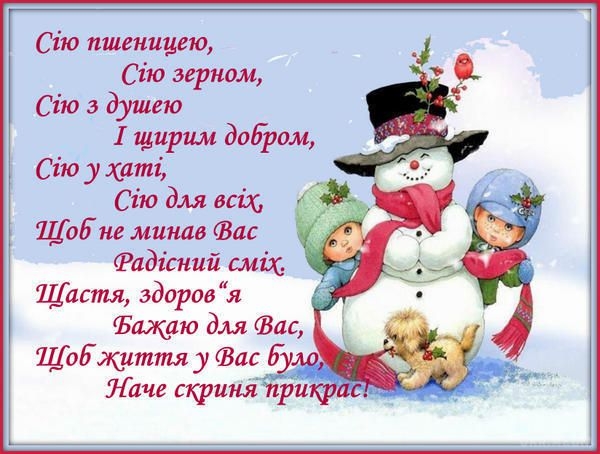 Сію пшеницею,
Сію зерном,
Сію з душею
І щирим добром,
Сію у хаті,
Сію для всіх,
Щоб не минав Вас
Радісний сміх.
Щастя, здоров“я
Бажаю для Вас,
Щоб життя у Вас було,
Наче скриня прикрас!